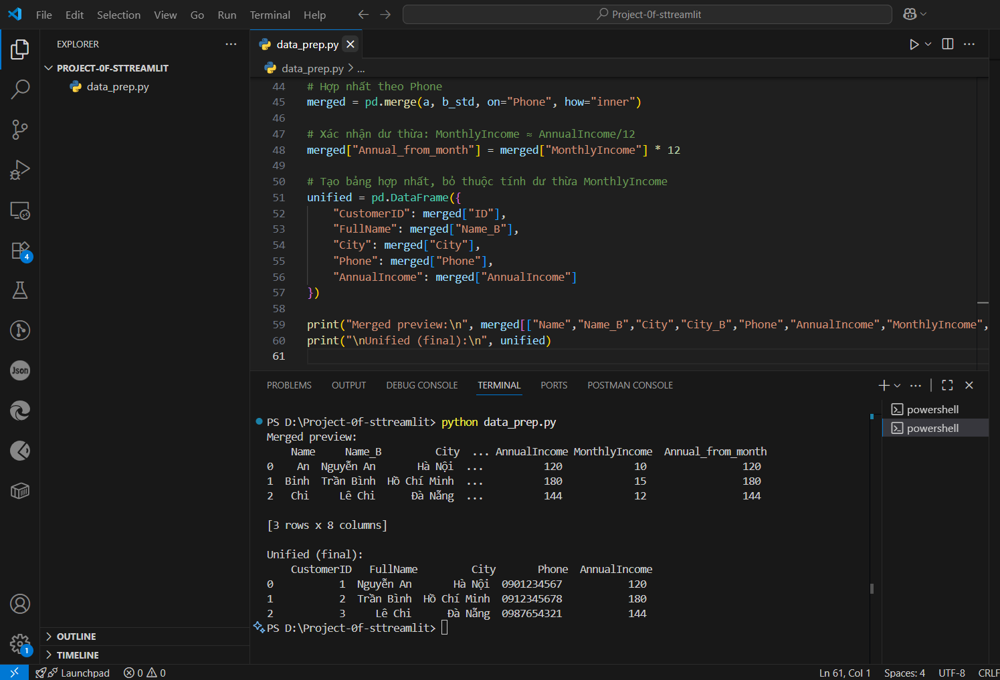 File Edit Selection View Go Run Terminal Help
Project-0f-sttreamlit
EXPLORER
PROJECT-0F-STTREAMLIT
data_prep.py
data_prep.py
data_prep.py > ...
44 # Hợp nhất theo Phone
45 merged = pd.merge(a, b_std, on="Phone", how="inner")
46
47 # Xác nhận dư thừa: MonthlyIncome ≈ AnnualIncome/12
48 merged["Annual_from_month"] = merged["MonthlyIncome"] * 12
49
50 # Tạo bảng hợp nhất, bỏ thuộc tính dư thừa MonthlyIncome
51 unified = pd.DataFrame({
52 "CustomerID": merged["ID"],
53 "FullName": merged["Name_B"],
54 "City": merged["City"],
55 "Phone": merged["Phone"],
56 "AnnualIncome": merged["AnnualIncome"]
57 })
58
59 print("Merged preview:\n", merged[["Name","Name_B","City","City_B","Phone","AnnualIncome","MonthlyIncome",
60 print("\nUnified (final):\n", unified)
61
PROBLEMS OUTPUT DEBUG CONSOLE TERMINAL PORTS POSTMAN CONSOLE
PS D:\Project-0f-sttreamlit> python data_prep.py
Merged preview:
Name Name_B City ... AnnualIncome MonthlyIncome Annual_from_month
0 An Nguyễn An Hà Nội ... 120 10 120
1 Binh Trần Bình Hồ Chí Minh ... 180 15 180
2 Chi Lê Chi Đà Nẵng ... 144 12 144
[3 rows x 8 columns]
Unified (final):
CustomerID FullName City Phone AnnualIncome
0 1 Nguyễn An Hà Nội 0901234567 120
1 2 Trần Bình Hồ Chí Minh 0912345678 180
2 3 Lê Chi Đà Nẵng 0987654321 144
PS D:\Project-0f-sttreamlit>
powershell
powershell
4
Json
1
OUTLINE
TIMELINE
Launchpad 0 0
Ln 61, Col 1 Spaces: 4 UTF-8 CRLF